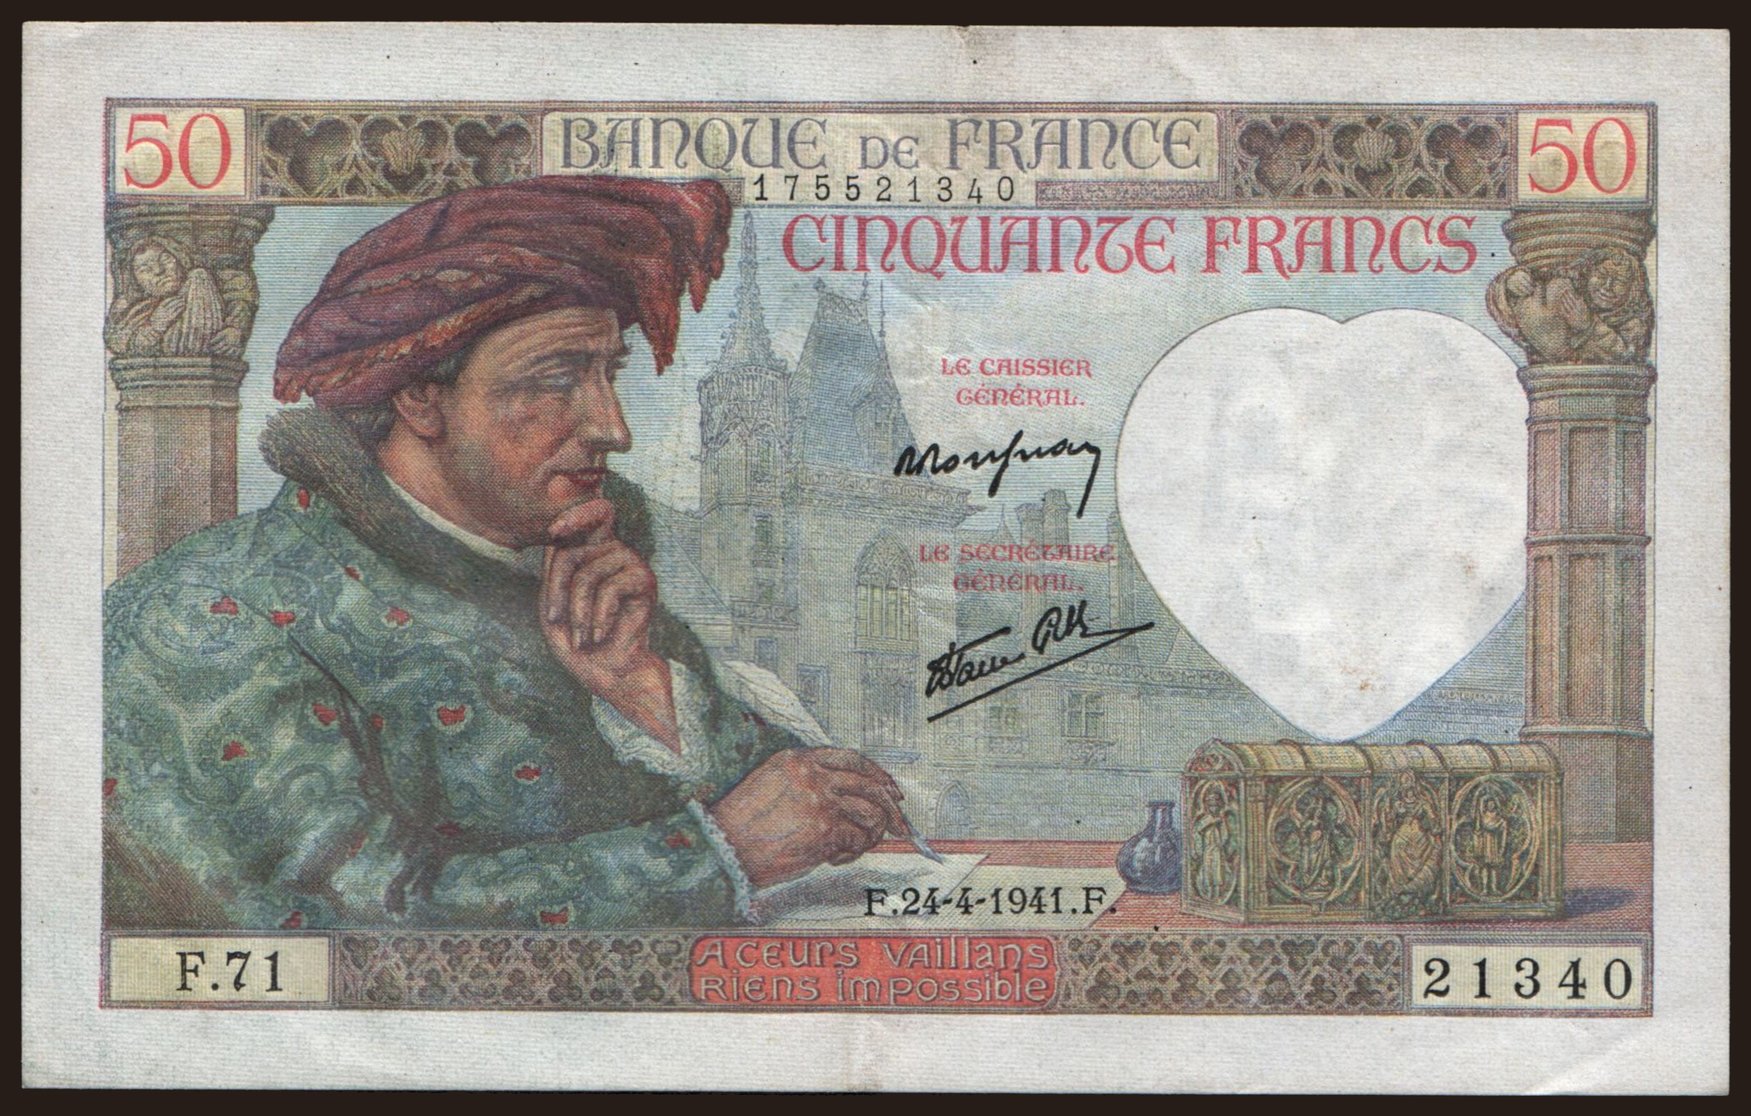 50 BANQUE DE FRANCE 50
175521340
CINQUANTE FRANCS
LE CAISSIER
GÉNÉRAL.
LE SECRÉTAIRE
GÉNÉRAL.
F.24-4-1941.F.
F.71
A CEURS VAILLANS
RIENS IMPOSSIBLE
21340